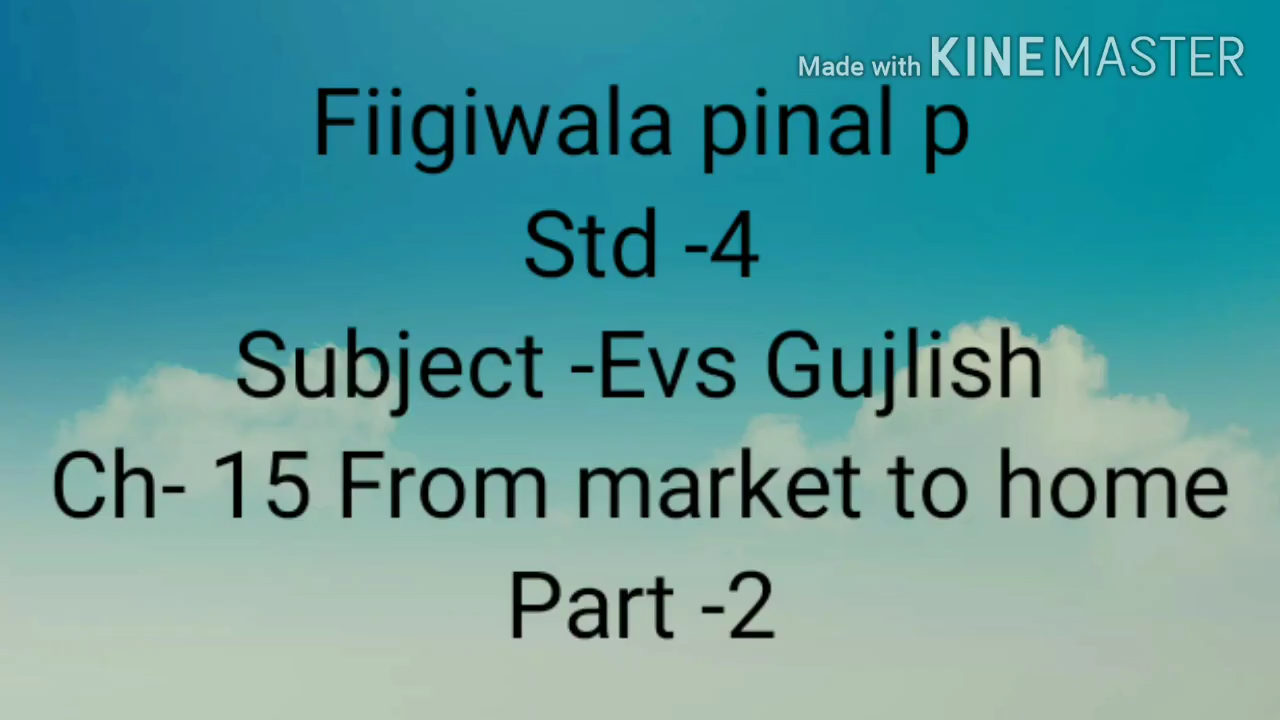 Made with KINEMASTER
Fiigiwala pinal p
Std -4
Subject -Evs Gujlish
Ch- 15 From market to home
Part -2